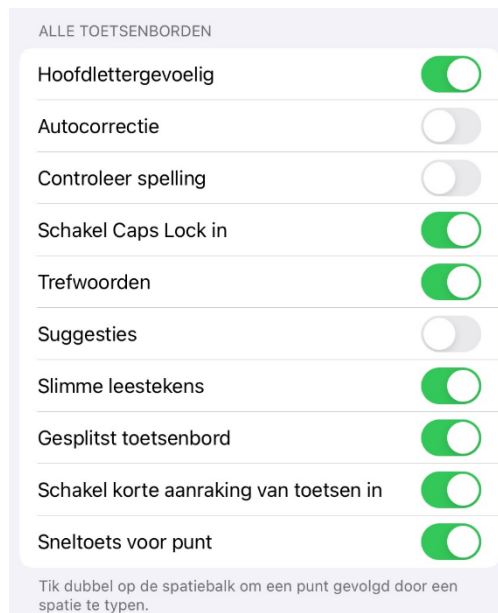 ALLE TOETSENBORDEN
Hoofdlettergevoelig
Autocorrectie
Controleer spelling
Schakel Caps Lock in
Trefwoorden
Suggesties
Slimme leestekens
Gesplitst toetsenbord
Schakel korte aanraking van toetsen in
Sneltoets voor punt
Tik dubbel op de spatiebalk om een punt gevolgd door een
spatie te typen.